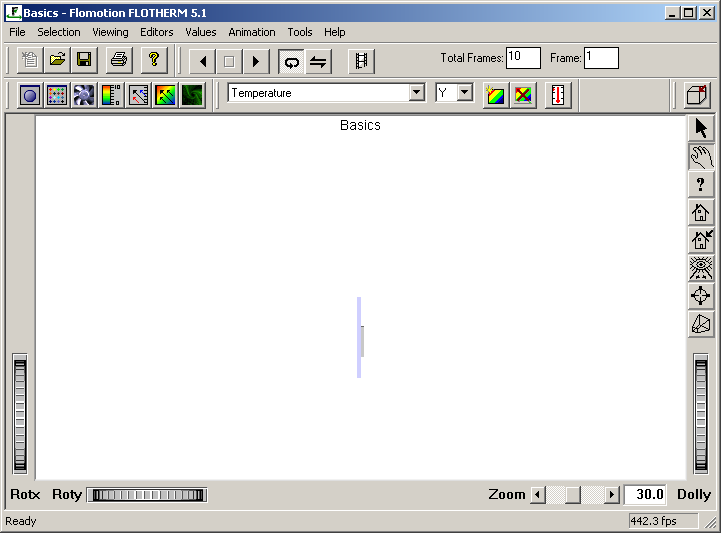 Basics - Flomotion FLOTHERM 5.1
File Selection Viewing Editors Values Animation Tools Help
Total Frames: 10 Frame: 1
Temperature Y
Basics
Rotx Roty Zoom 30.0 Dolly
Ready 442.3 fps